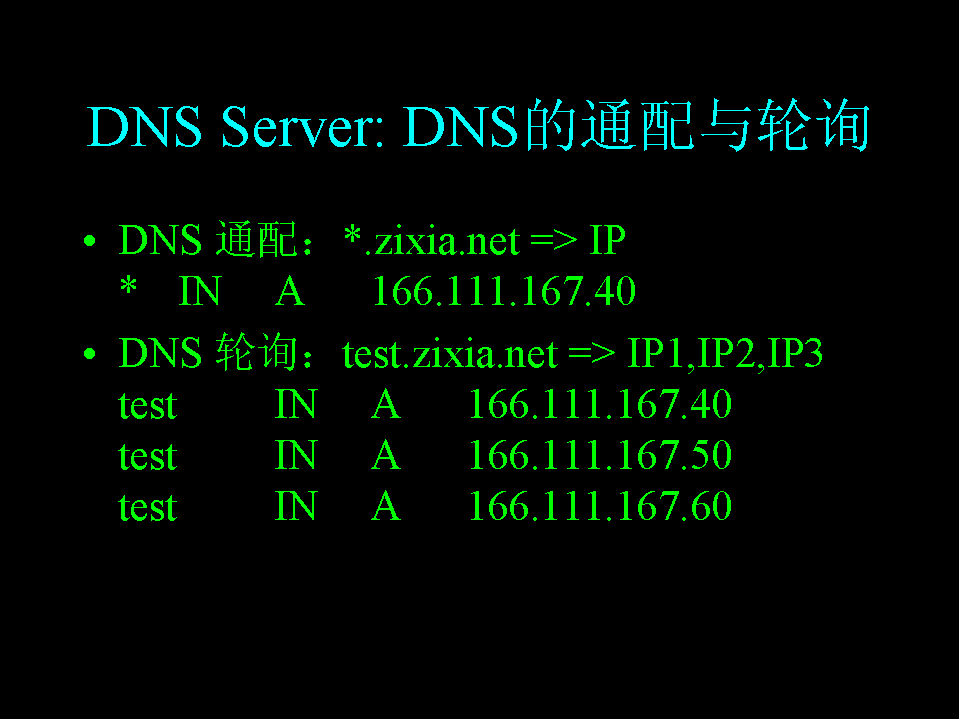 DNS Server: DNS的通配与轮询
• DNS 通配：*.zixia.net => IP
* IN A 166.111.167.40
• DNS 轮询：test.zixia.net => IP1,IP2,IP3
test IN A 166.111.167.40
test IN A 166.111.167.50
test IN A 166.111.167.60